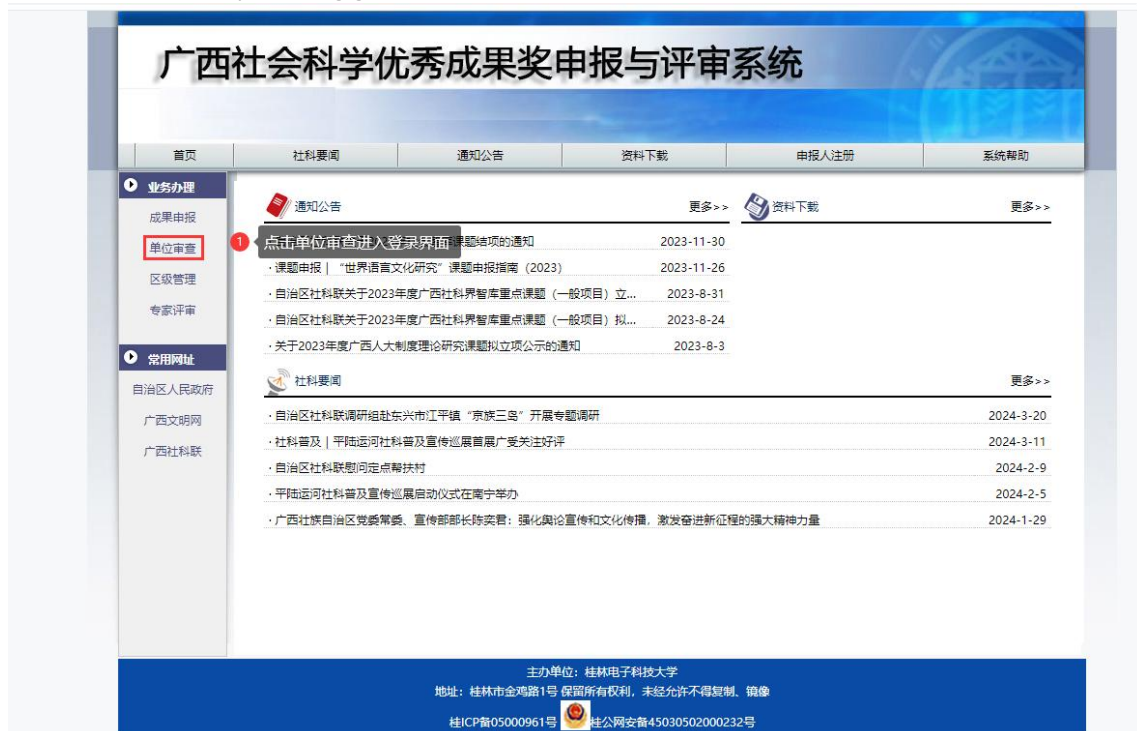 广西社会科学优秀成果奖申报与评审系统
首页 社科要闻 通知公告 资料下载 申报人注册 系统帮助
业务办理
成果申报
单位审查
区级管理
专家评审
常用网址
自治区人民政府
广西文明网
广西社科联
通知公告 更多>>
1 点击单位审查进入登录界面
课题结项的通知 2023-11-30
·课题申报| “世界语言文化研究”课题申报指南（2023） 2023-11-26
·自治区社科联关于2023年度广西社科界智库重点课题（一般项目）立... 2023-8-31
·自治区社科联关于2023年度广西社科界智库重点课题（一般项目）拟... 2023-8-24
·关于2023年度广西人大制度理论研究课题拟立项公示的通知 2023-8-3
资料下载 更多>>
社科要闻 更多>>
·自治区社科联调研组赴东兴市江平镇“京族三岛”开展专题调研 2024-3-20
·社科普及|平陆运河社科普及宣传巡展首展广受关注好评 2024-3-11
·自治区社科联慰问定点帮扶村 2024-2-9
·平陆运河社科普及宣传巡展启动仪式在南宁举办 2024-2-5
·广西壮族自治区党委常委、宣传部部长陈奕君：强化舆论宣传和文化传播，激发奋进新征程的强大精神力量 2024-1-29
主办单位：桂林电子科技大学
地址：桂林市金鸡路1号 保留所有权利，未经允许不得复制、镜像
桂ICP备05000961号 桂公网安备45030502000232号